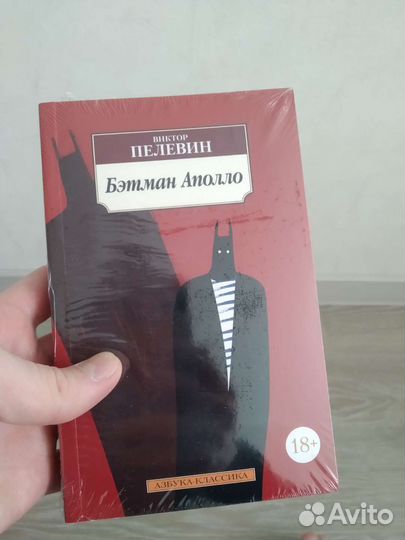 ВИКТОР
ПЕЛЕВИН
Бэтман Аполло
18+
АЗБУКА-КЛАССИКА
Avito